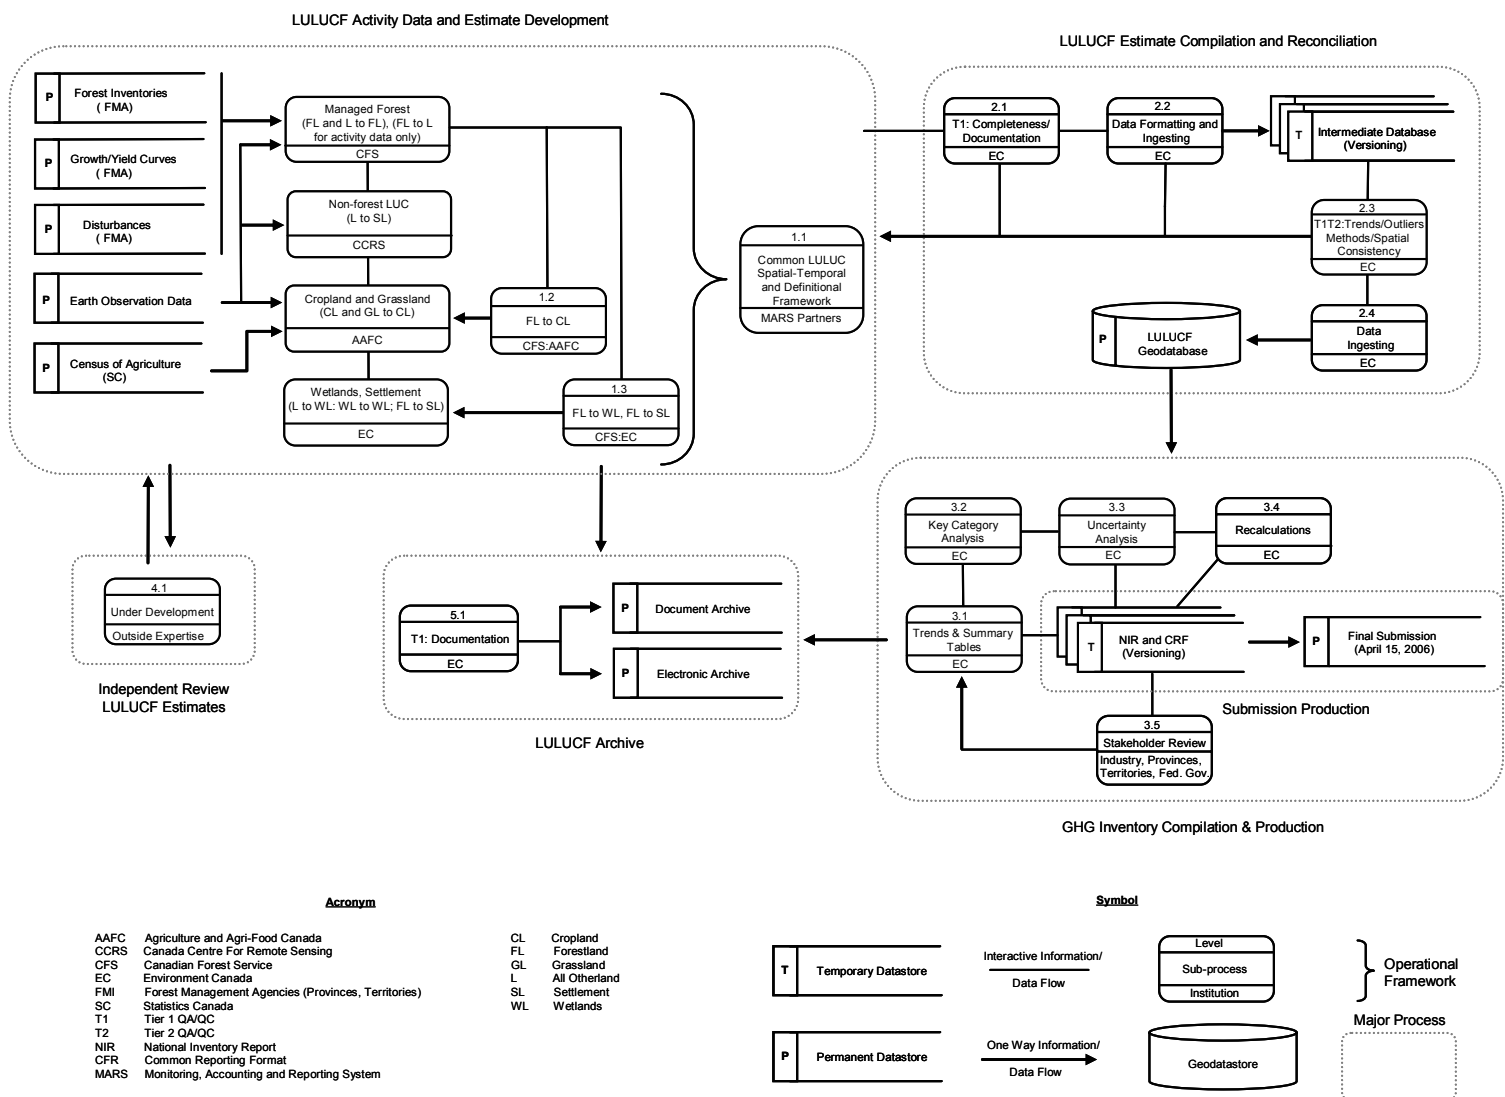 LULUCF Activity Data and Estimate Development
P
Forest Inventories
( FMA)
P
Growth/Yield Curves
( FMA)
P
Disturbances
( FMA)
P
Earth Observation Data
P
Census of Agriculture
(SC)
Managed Forest
(FL and L to FL), (FL to L
for activity data only)
CFS
Non-forest LUC
(L to SL)
CCRS
Cropland and Grassland
(CL and GL to CL)
AAFC
Wetlands, Settlement
(L to WL: WL to WL; FL to SL)
EC
1.2
FL to CL
CFS:AAFC
1.3
FL to WL, FL to SL
CFS:EC
1.1
Common LULUC
Spatial-Temporal
and Definitional
Framework
MARS Partners
LULUCF Estimate Compilation and Reconciliation
2.1
T1: Completeness/
Documentation
EC
2.2
Data Formatting and
Ingesting
EC
T
Intermediate Database
(Versioning)
2.3
T1T2:Trends/Outliers
Methods/Spatial
Consistency
EC
2.4
Data
Ingesting
EC
P
LULUCF
Geodatabase
4.1
Under Development
Outside Expertise
Independent Review
LULUCF Estimates
5.1
T1: Documentation
EC
P
Document Archive
P
Electronic Archive
LULUCF Archive
3.2
Key Category
Analysis
EC
3.3
Uncertainty
Analysis
EC
3.4
Recalculations
EC
3.1
Trends & Summary
Tables
EC
T
NIR and CRF
(Versioning)
P
Final Submission
(April 15, 2006)
Submission Production
3.5
Stakeholder Review
Industry, Provinces,
Territories, Fed. Gov.
GHG Inventory Compilation & Production
Acronym
AAFC Agriculture and Agri-Food Canada
CCRS Canada Centre For Remote Sensing
CFS Canadian Forest Service
EC Environment Canada
FMI Forest Management Agencies (Provinces, Territories)
SC Statistics Canada
T1 Tier 1 QA/QC
T2 Tier 2 QA/QC
NIR National Inventory Report
CFR Common Reporting Format
MARS Monitoring, Accounting and Reporting System
CL Cropland
FL Forestland
GL Grassland
L All Otherland
SL Settlement
WL Wetlands
Symbol
T
Temporary Datastore
Interactive Information/
Data Flow
Level
Sub-process
Institution
Operational
Framework
P
Permanent Datastore
One Way Information/
Data Flow
Geodatastore
Major Process